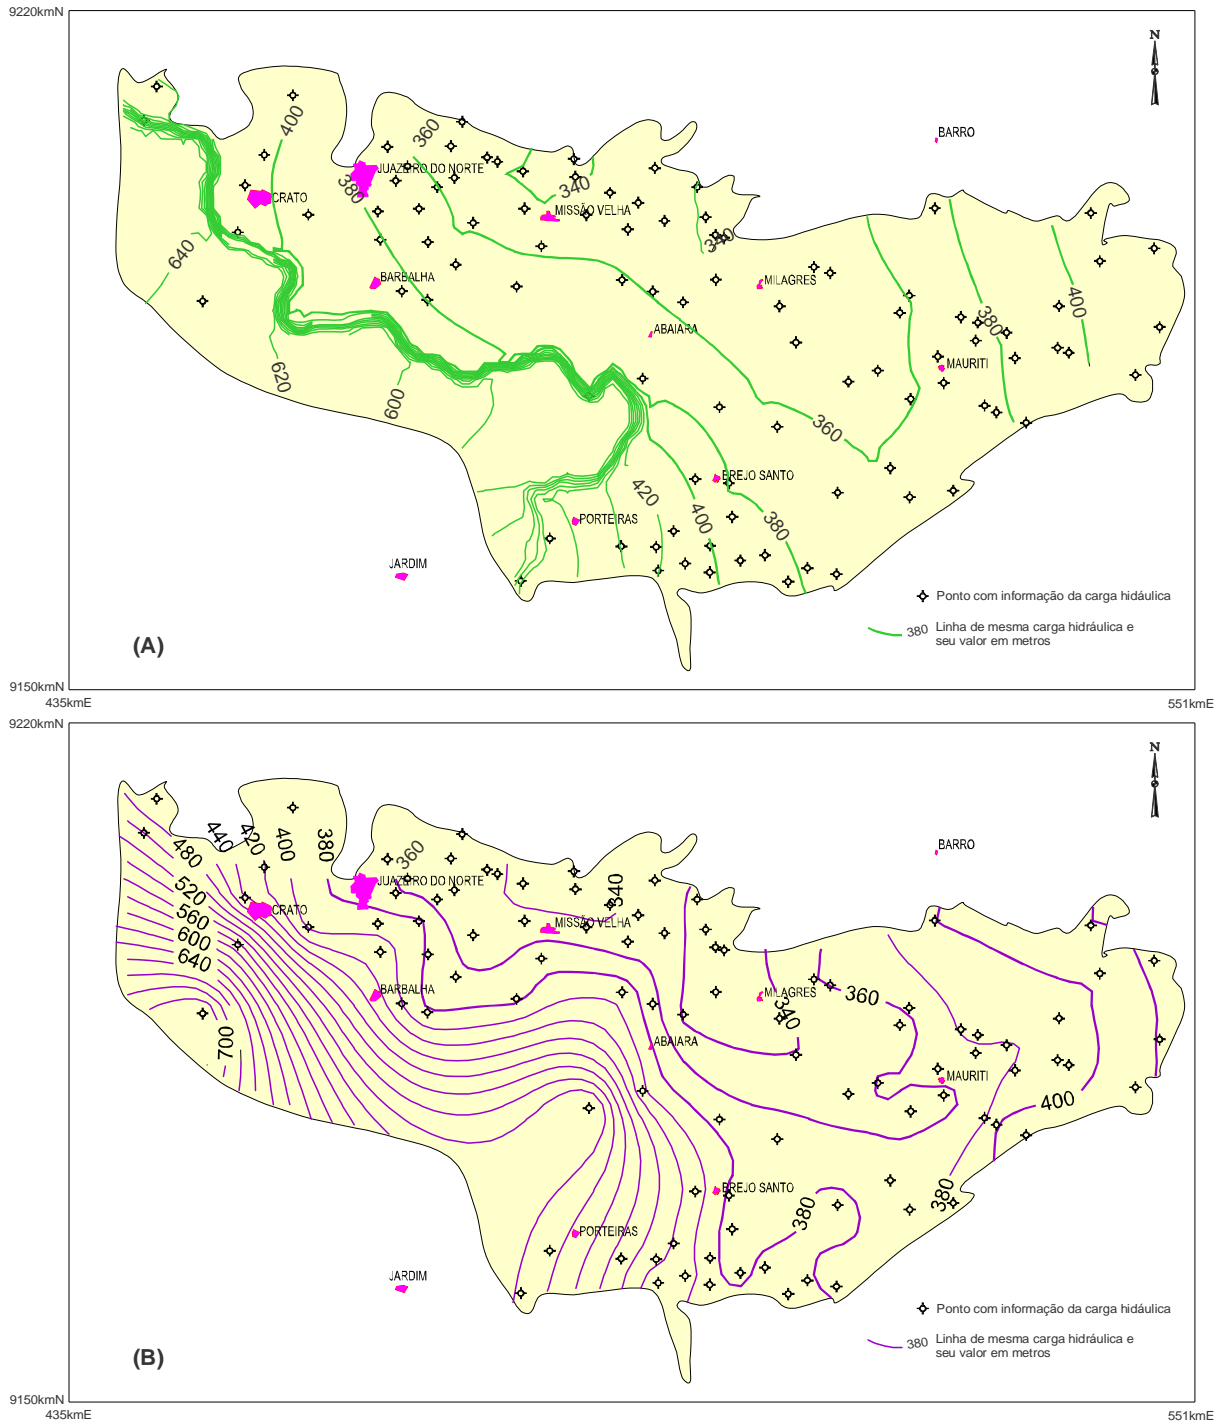 9220kmN
N
BARRO
400
360
JUAZEIRO DO NORTE
380
340
CRATO
MISSÃO VELHA
340
640
BARBALHA
MILAGRES
400
380
ABAIARA
MAURITI
620
600
360
BREJO SANTO
420
400
380
PORTEIRAS
JARDIM
Ponto com informação da carga hidáulica
380
Linha de mesma carga hidráulica e
seu valor em metros
(A)
9150kmN
435kmE
551kmE
9220kmN
N
BARRO
440
420
400
380
360
480
JUAZEIRO DO NORTE
340
520
CRATO
560
MISSÃO VELHA
600
640
BARBALHA
MILAGRES
360
340
700
ABAIARA
MAURITI
400
BREJO SANTO
380
380
PORTEIRAS
JARDIM
Ponto com informação da carga hidáulica
380
Linha de mesma carga hidráulica e
seu valor em metros
(B)
9150kmN
435kmE
551kmE